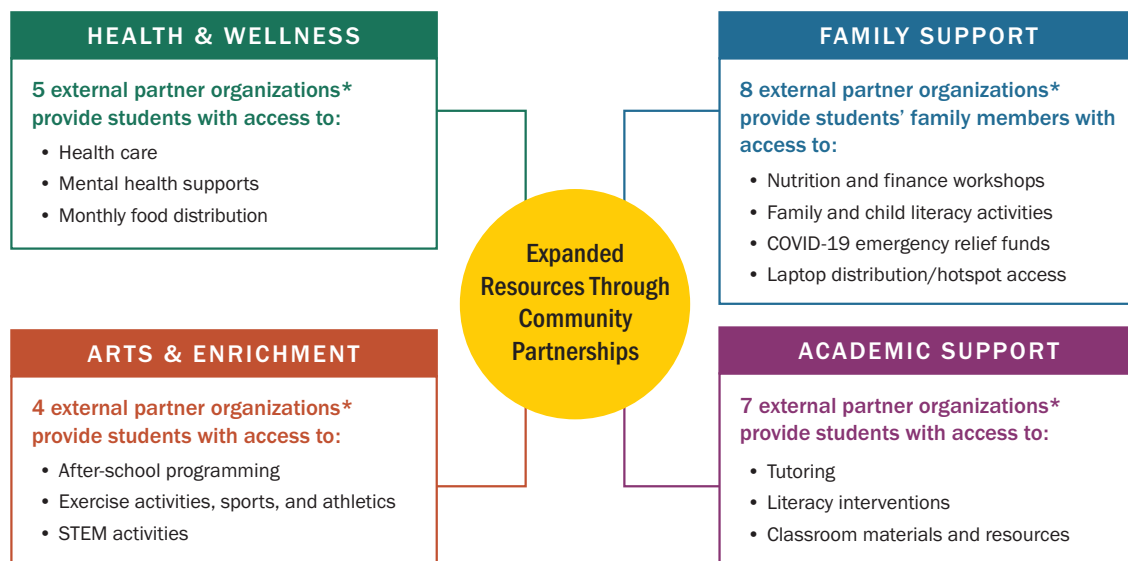 HEALTH & WELLNESS
5 external partner organizations*
provide students with access to:
• Health care
• Mental health supports
• Monthly food distribution
FAMILY SUPPORT
8 external partner organizations*
provide students' family members with
access to:
• Nutrition and finance workshops
• Family and child literacy activities
• COVID-19 emergency relief funds
• Laptop distribution/hotspot access
Expanded
Resources Through
Community
Partnerships
ARTS & ENRICHMENT
4 external partner organizations*
provide students with access to:
• After-school programming
• Exercise activities, sports, and athletics
• STEM activities
ACADEMIC SUPPORT
7 external partner organizations*
provide students with access to:
• Tutoring
• Literacy interventions
• Classroom materials and resources